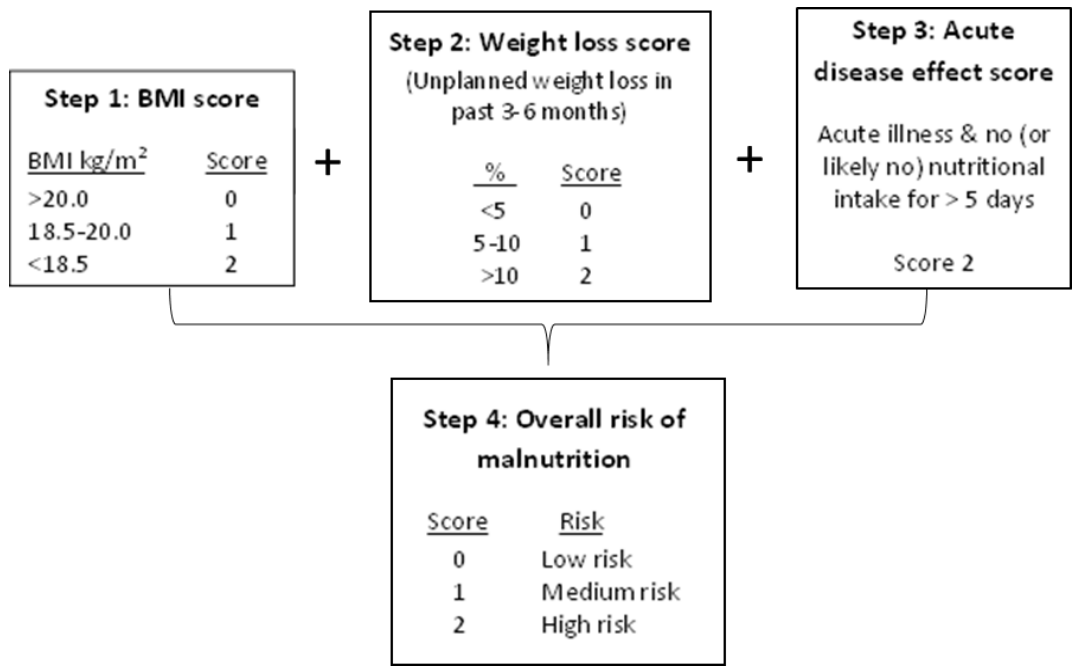 Step 1: BMI score
BMI kg/m² Score
>20.0 0
18.5-20.0 1
<18.5 2
+
Step 2: Weight loss score
(Unplanned weight loss in
past 3-6 months)
% Score
<5 0
5-10 1
>10 2
+
Step 3: Acute
disease effect score
Acute illness & no (or
likely no) nutritional
intake for > 5 days
Score 2
Step 4: Overall risk of
malnutrition
Score Risk
0 Low risk
1 Medium risk
2 High risk